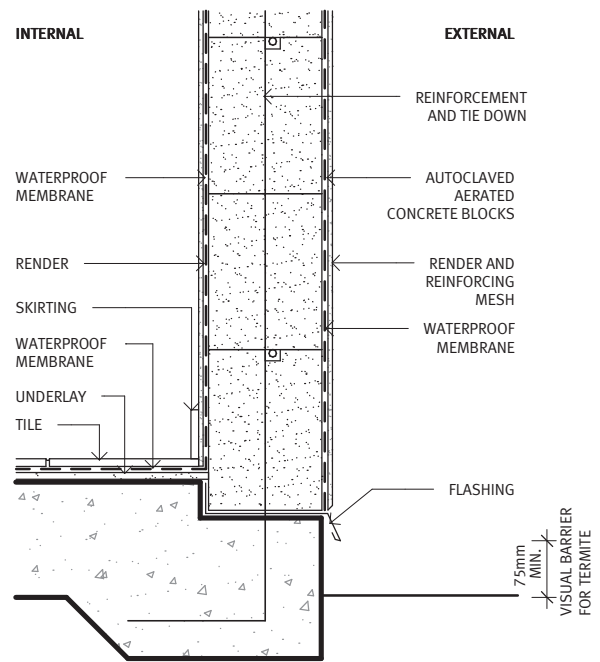 INTERNAL
EXTERNAL
REINFORCEMENT
AND TIE DOWN
WATERPROOF
MEMBRANE
AUTOCLAVED
AERATED
CONCRETE BLOCKS
RENDER
RENDER AND
REINFORCING
MESH
SKIRTING
WATERPROOF
MEMBRANE
WATERPROOF
MEMBRANE
UNDERLAY
TILE
FLASHING
75mm
MIN.
VISUAL BARRIER
FOR TERMITE